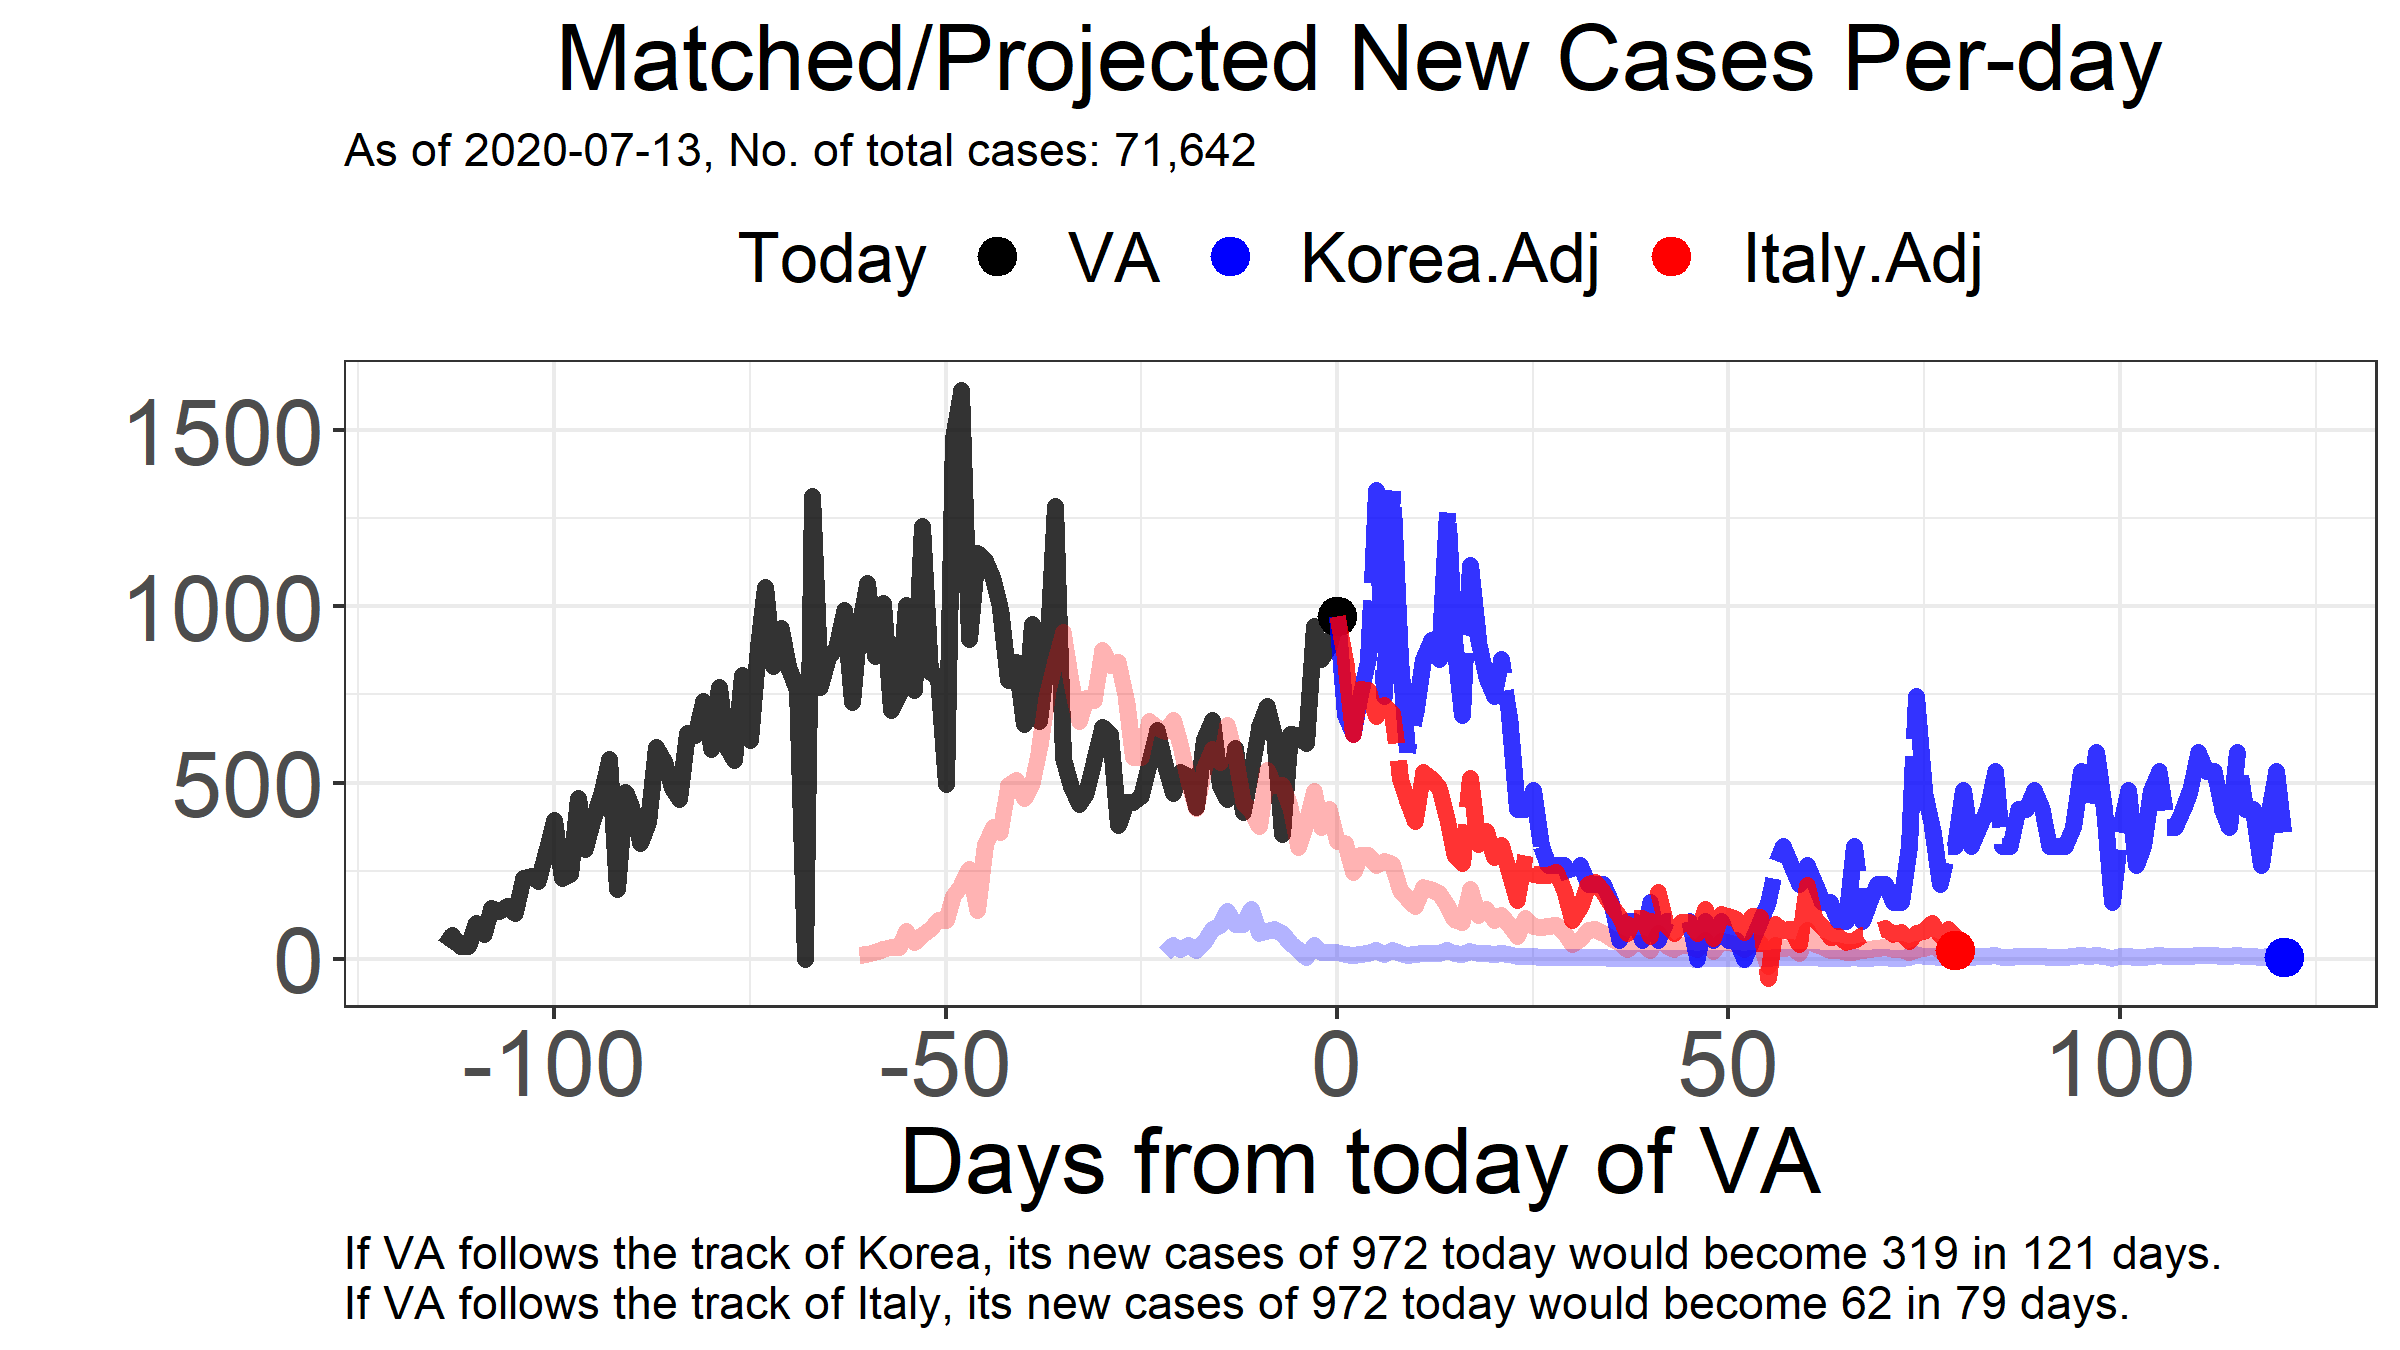 Matched/Projected New Cases Per-day
As of 2020-07-13, No. of total cases: 71,642
Today VA Korea.Adj Italy.Adj
1500
1000
500
0
-100 -50 0 50 100
Days from today of VA
If VA follows the track of Korea, its new cases of 972 today would become 319 in 121 days.
If VA follows the track of Italy, its new cases of 972 today would become 62 in 79 days.